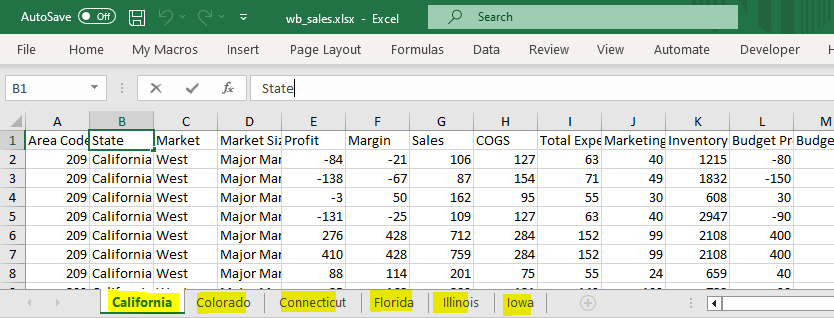 AutoSave Off wb_sales.xlsx - Excel Search
File Home My Macros Insert Page Layout Formulas Data Review View Automate Developer
B1 fx State
A B C D E F G H I J K L M
1 Area Code State Market Market Siz Profit Margin Sales COGS Total Expe Marketing Inventory Budget Pr Budge
2 209 California West Major Mar -84 -21 106 127 63 40 1215 -80
3 209 California West Major Mar -138 -67 87 154 71 49 1832 -150
4 209 California West Major Mar -3 50 162 95 55 30 608 30
5 209 California West Major Mar -131 -25 109 127 63 40 2947 -90
6 209 California West Major Mar 276 428 712 284 152 99 2108 400
7 209 California West Major Mar 410 428 759 284 152 99 2108 400
8 209 California West Major Mar 88 114 201 75 55 24 659 40
California Colorado Connecticut Florida Illinois Iowa